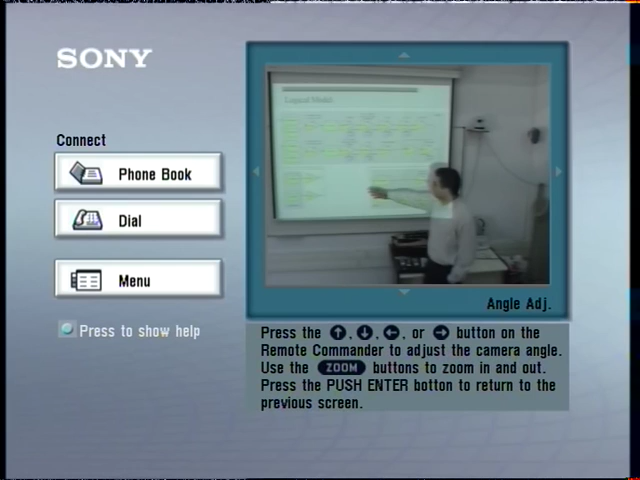 SONY
Connect
Phone Book
Dial
Menu
Press to show help
Logical Model
Angle Adj.
Press the ↑, ↓, ←, or → button on the
Remote Commander to adjust the camera angle.
Use the ZOOM buttons to zoom in and out.
Press the PUSH ENTER botton to return to the
previous screen.